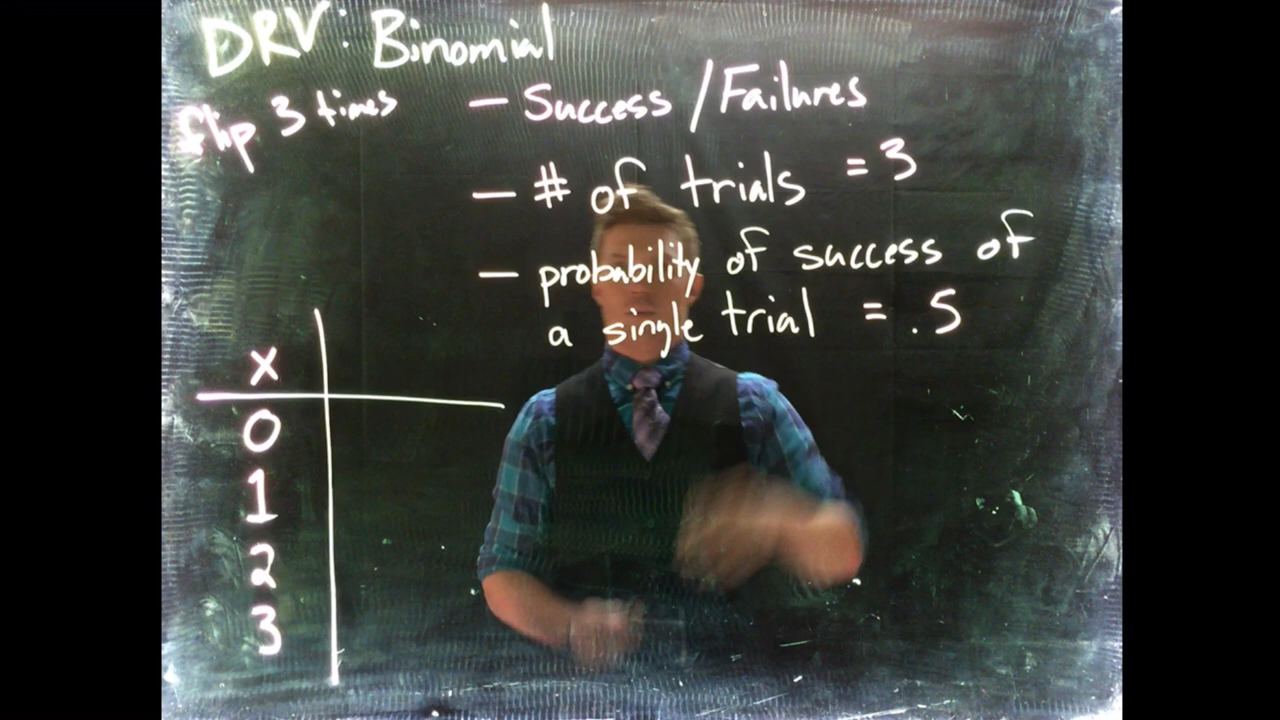 DRV: Binomial
flip 3 times
– Success/Failures
– # of trials = 3
– probability of success of
a single trial = .5
x
0
1
2
3